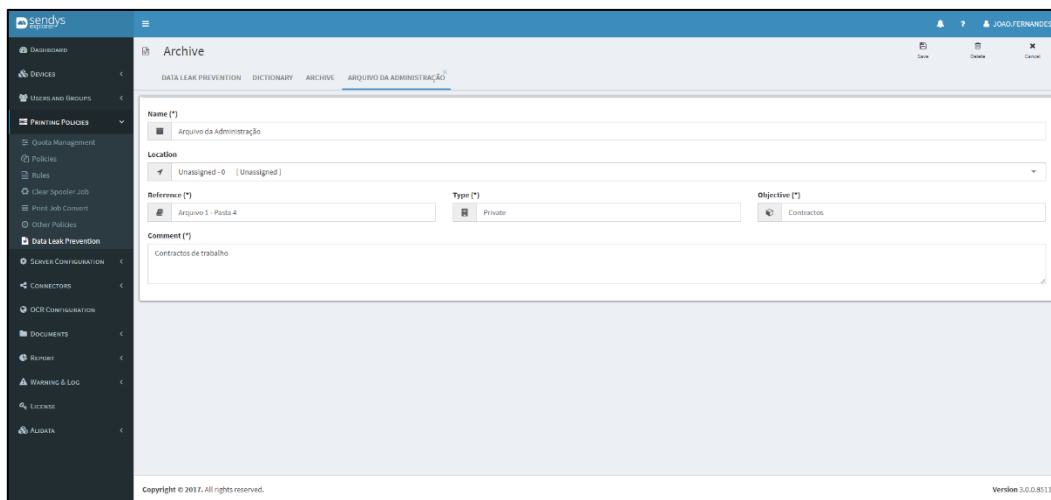 sendys
explorer
JOAO.FERNANDES
Dashboard
Devices
Users and Groups
Printing Policies
Quota Management
Policies
Rules
Clear Spooler Job
Print Job Convert
Other Policies
Data Leak Prevention
Server Configuration
Connectors
OCR Configuration
Documents
Report
Warning & Log
License
Alidata
Archive
Save Delete Cancel
DATA LEAK PREVENTION DICTIONARY ARCHIVE ARQUIVO DA ADMINISTRAÇÃO
Name (*)
Arquivo da Administração
Location
Unassigned - 0 [ Unassigned ]
Reference (*) Type (*) Objective (*)
Arquivo 1 - Pasta 4 Private Contractos
Comment (*)
Contractos de trabalho
Copyright © 2017. All rights reserved. Version 3.0.0.8511